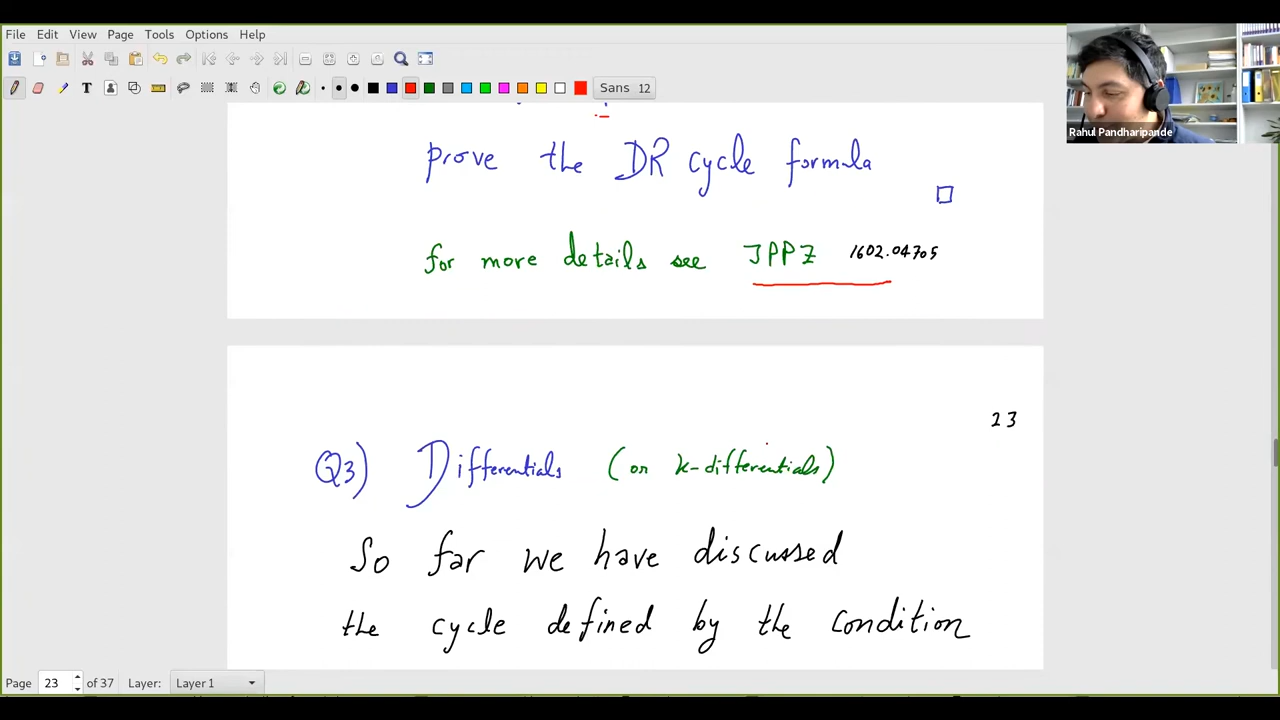 File Edit View Page Tools Options Help
Sans 12
Rahul Pandharipande
prove the DR cycle formula
for more details see JPPZ 1602.04705
23
Q3) Differentials (or k-differentials)
So far we have discussed
the cycle defined by the condition
Page 23 of 37 Layer: Layer 1